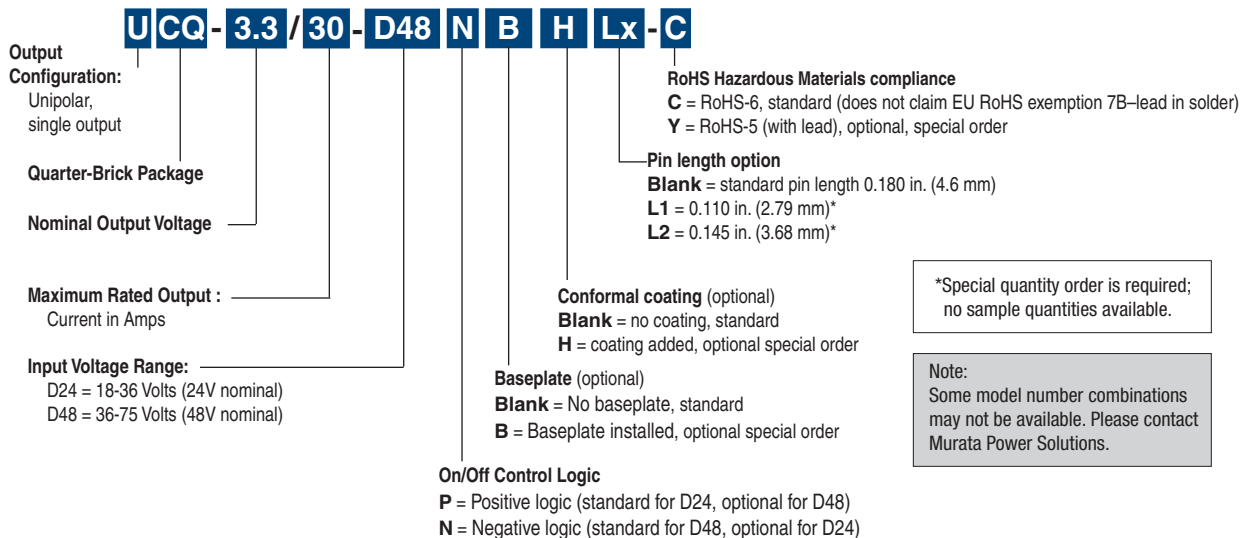 UCQ-3.3/30-D48NBHLx-C
Output
Configuration:
Unipolar,
single output
Quarter-Brick Package
Nominal Output Voltage
Maximum Rated Output :
Current in Amps
Input Voltage Range:
D24 = 18-36 Volts (24V nominal)
D48 = 36-75 Volts (48V nominal)
RoHS Hazardous Materials compliance
C = RoHS-6, standard (does not claim EU RoHS exemption 7B–lead in solder)
Y = RoHS-5 (with lead), optional, special order
Pin length option
Blank = standard pin length 0.180 in. (4.6 mm)
L1 = 0.110 in. (2.79 mm)*
L2 = 0.145 in. (3.68 mm)*
Conformal coating (optional)
Blank = no coating, standard
H = coating added, optional special order
Baseplate (optional)
Blank = No baseplate, standard
B = Baseplate installed, optional special order
On/Off Control Logic
P = Positive logic (standard for D24, optional for D48)
N = Negative logic (standard for D48, optional for D24)
*Special quantity order is required;
no sample quantities available.
Note:
Some model number combinations
may not be available. Please contact
Murata Power Solutions.